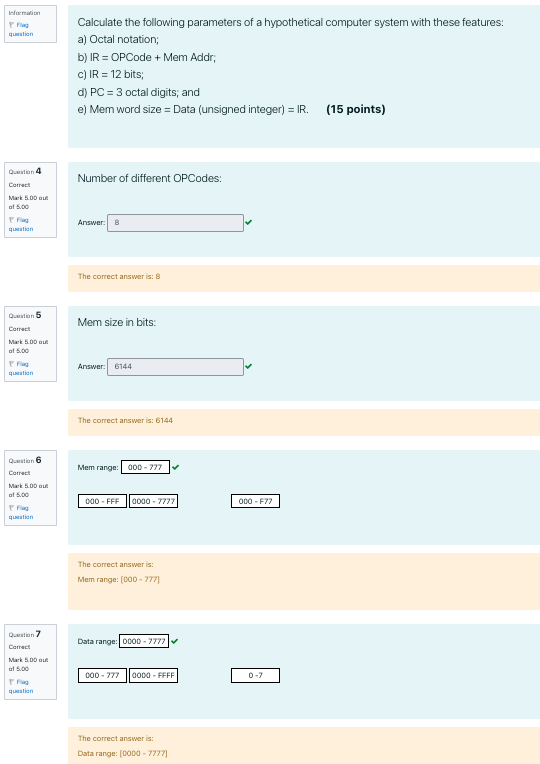 Information
Flag
question
Calculate the following parameters of a hypothetical computer system with these features:
a) Octal notation;
b) IR = OPCode + Mem Addr;
c) IR = 12 bits;
d) PC = 3 octal digits; and
e) Mem word size = Data (unsigned integer) = IR. (15 points)
Question 4
Correct
Mark 5.00 out
of 5.00
Flag
question
Number of different OPCodes:
Answer: 8
The correct answer is: 8
Question 5
Correct
Mark 5.00 out
of 5.00
Flag
question
Mem size in bits:
Answer: 6144
The correct answer is: 6144
Question 6
Correct
Mark 5.00 out
of 5.00
Flag
question
Mem range: 000 - 777
000 - FFF 0000 - 7777 000 - F77
The correct answer is:
Mem range: [000 - 777]
Question 7
Correct
Mark 5.00 out
of 5.00
Flag
question
Data range: 0000 - 7777
000 - 777 0000 - FFFF 0 -7
The correct answer is:
Data range: [0000 - 7777]